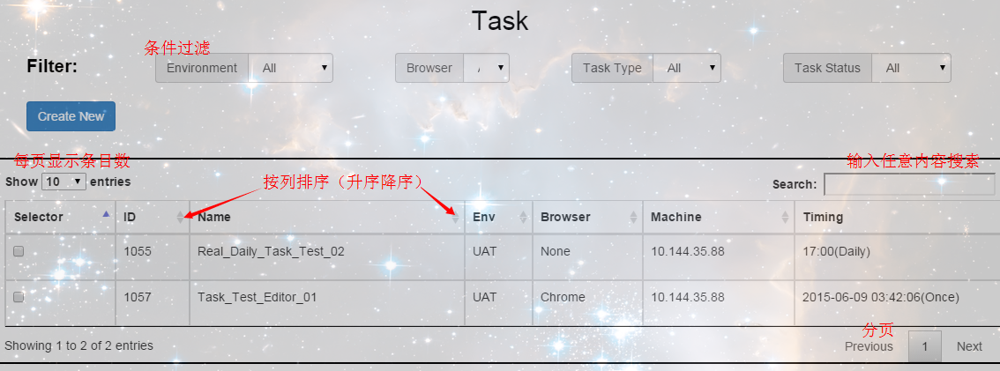 Task
条件过滤
Filter: Environment All Browser Task Type All Task Status All
Create New
每页显示条目数 输入任意内容搜索
Show 10 entries 按列排序（升序降序） Search:
Selector ID Name Env Browser Machine Timing
1055 Real_Daily_Task_Test_02 UAT None 10.144.35.88 17:00(Daily)
1057 Task_Test_Editor_01 UAT Chrome 10.144.35.88 2015-06-09 03:42:06(Once)
分页
Showing 1 to 2 of 2 entries Previous 1 Next